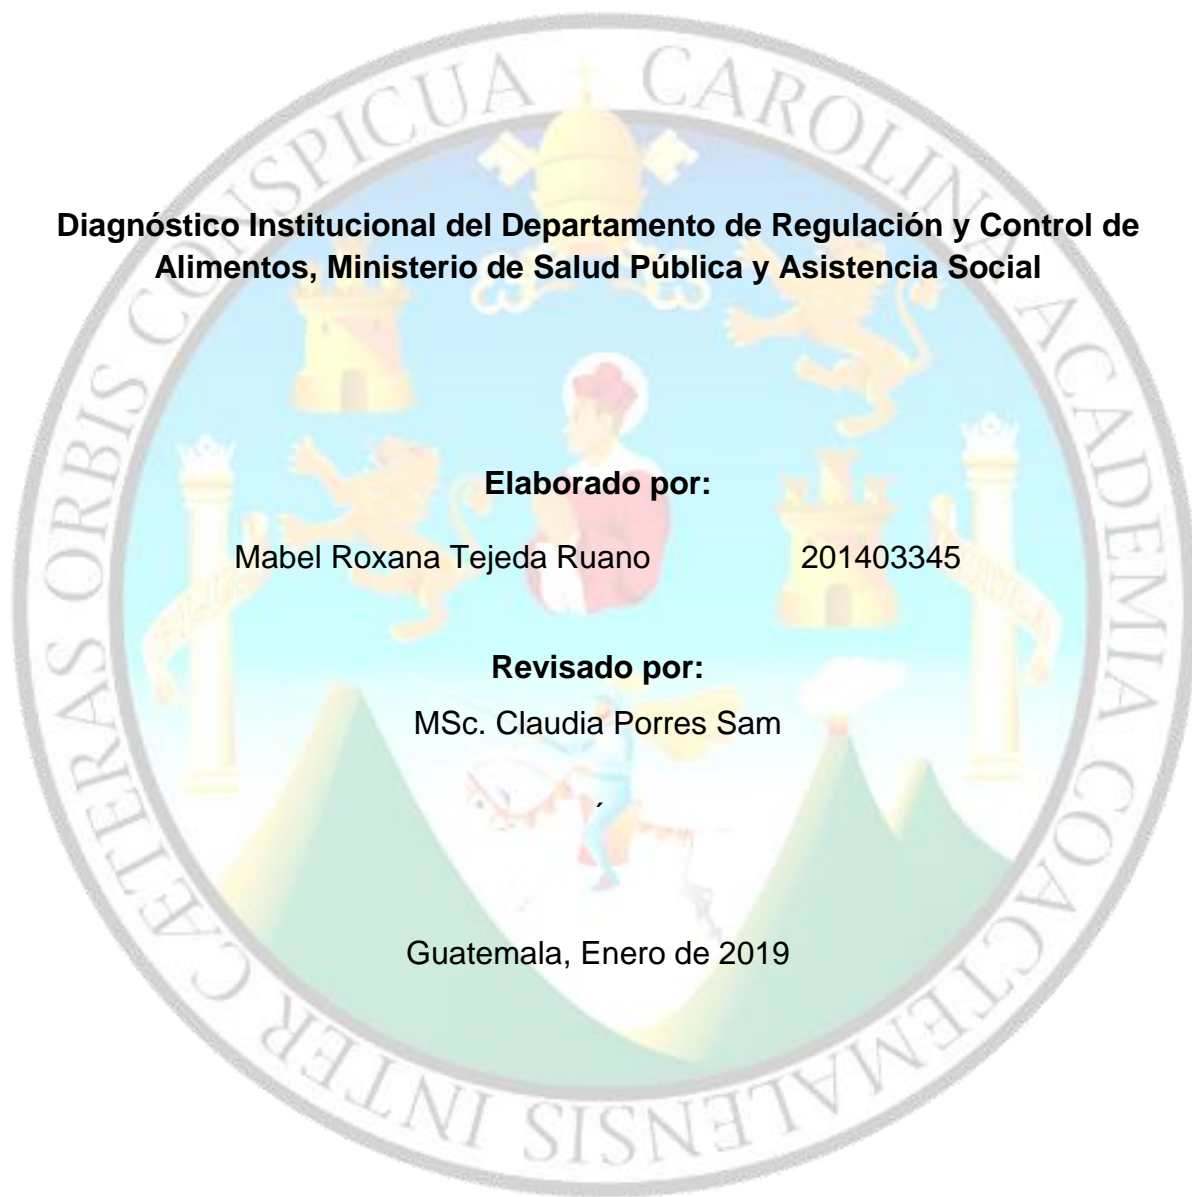 Diagnóstico Institucional del Departamento de Regulación y Control de
Alimentos, Ministerio de Salud Pública y Asistencia Social
Elaborado por:
Mabel Roxana Tejeda Ruano 201403345
Revisado por:
MSc. Claudia Porres Sam
´
Guatemala, Enero de 2019
CAROLINA ACADEMIA COACTEMALENSIS INTER CÆTERAS ORBIS CONSPICUA